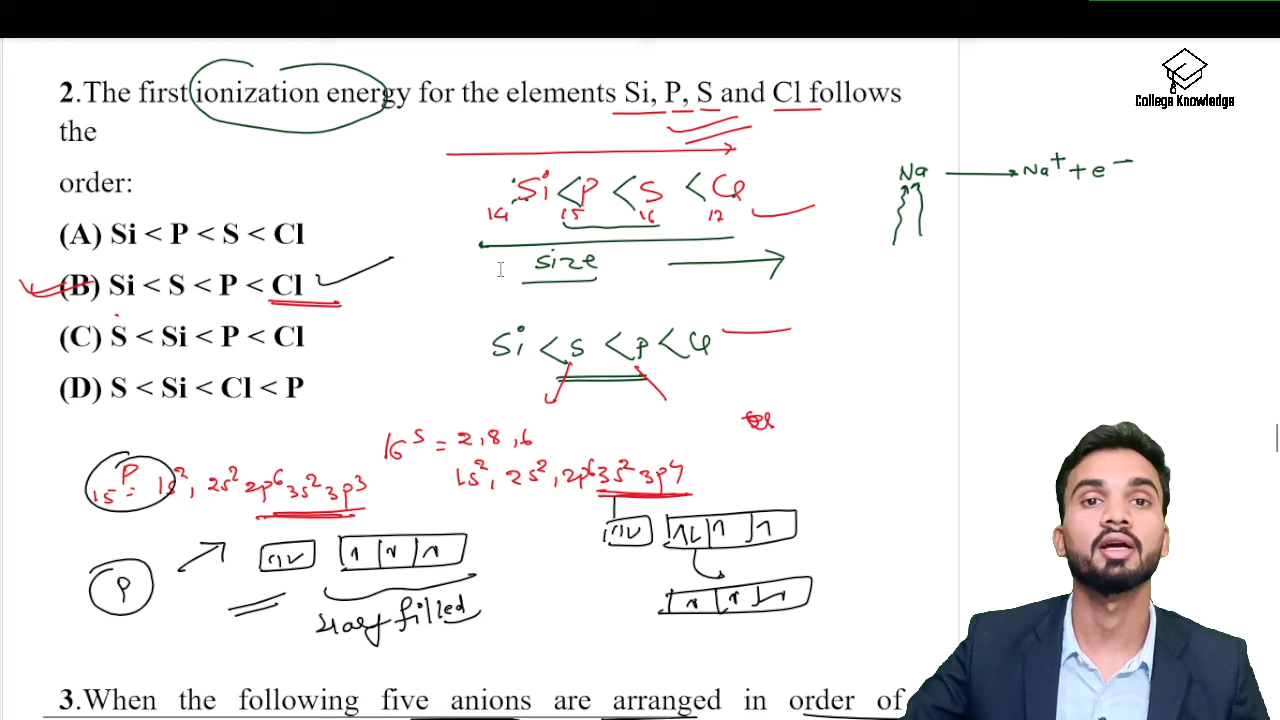 College Knowledge
2.The first ionization energy for the elements Si, P, S and Cl follows
the
order:
Na → Na⁺ + e⁻
Si < P < S < Cl
14 15 16 17
(A) Si < P < S < Cl
size
(B) Si < S < P < Cl
(C) S < Si < P < Cl
Si < S < P < Cl
(D) S < Si < Cl < P
16 S = 2,8,6
15 P = 1s², 2s² 2p⁶ 3s² 3p³
1s², 2s², 2p⁶ 3s² 3p⁴
P
filled
3.When the following five anions are arranged in order of